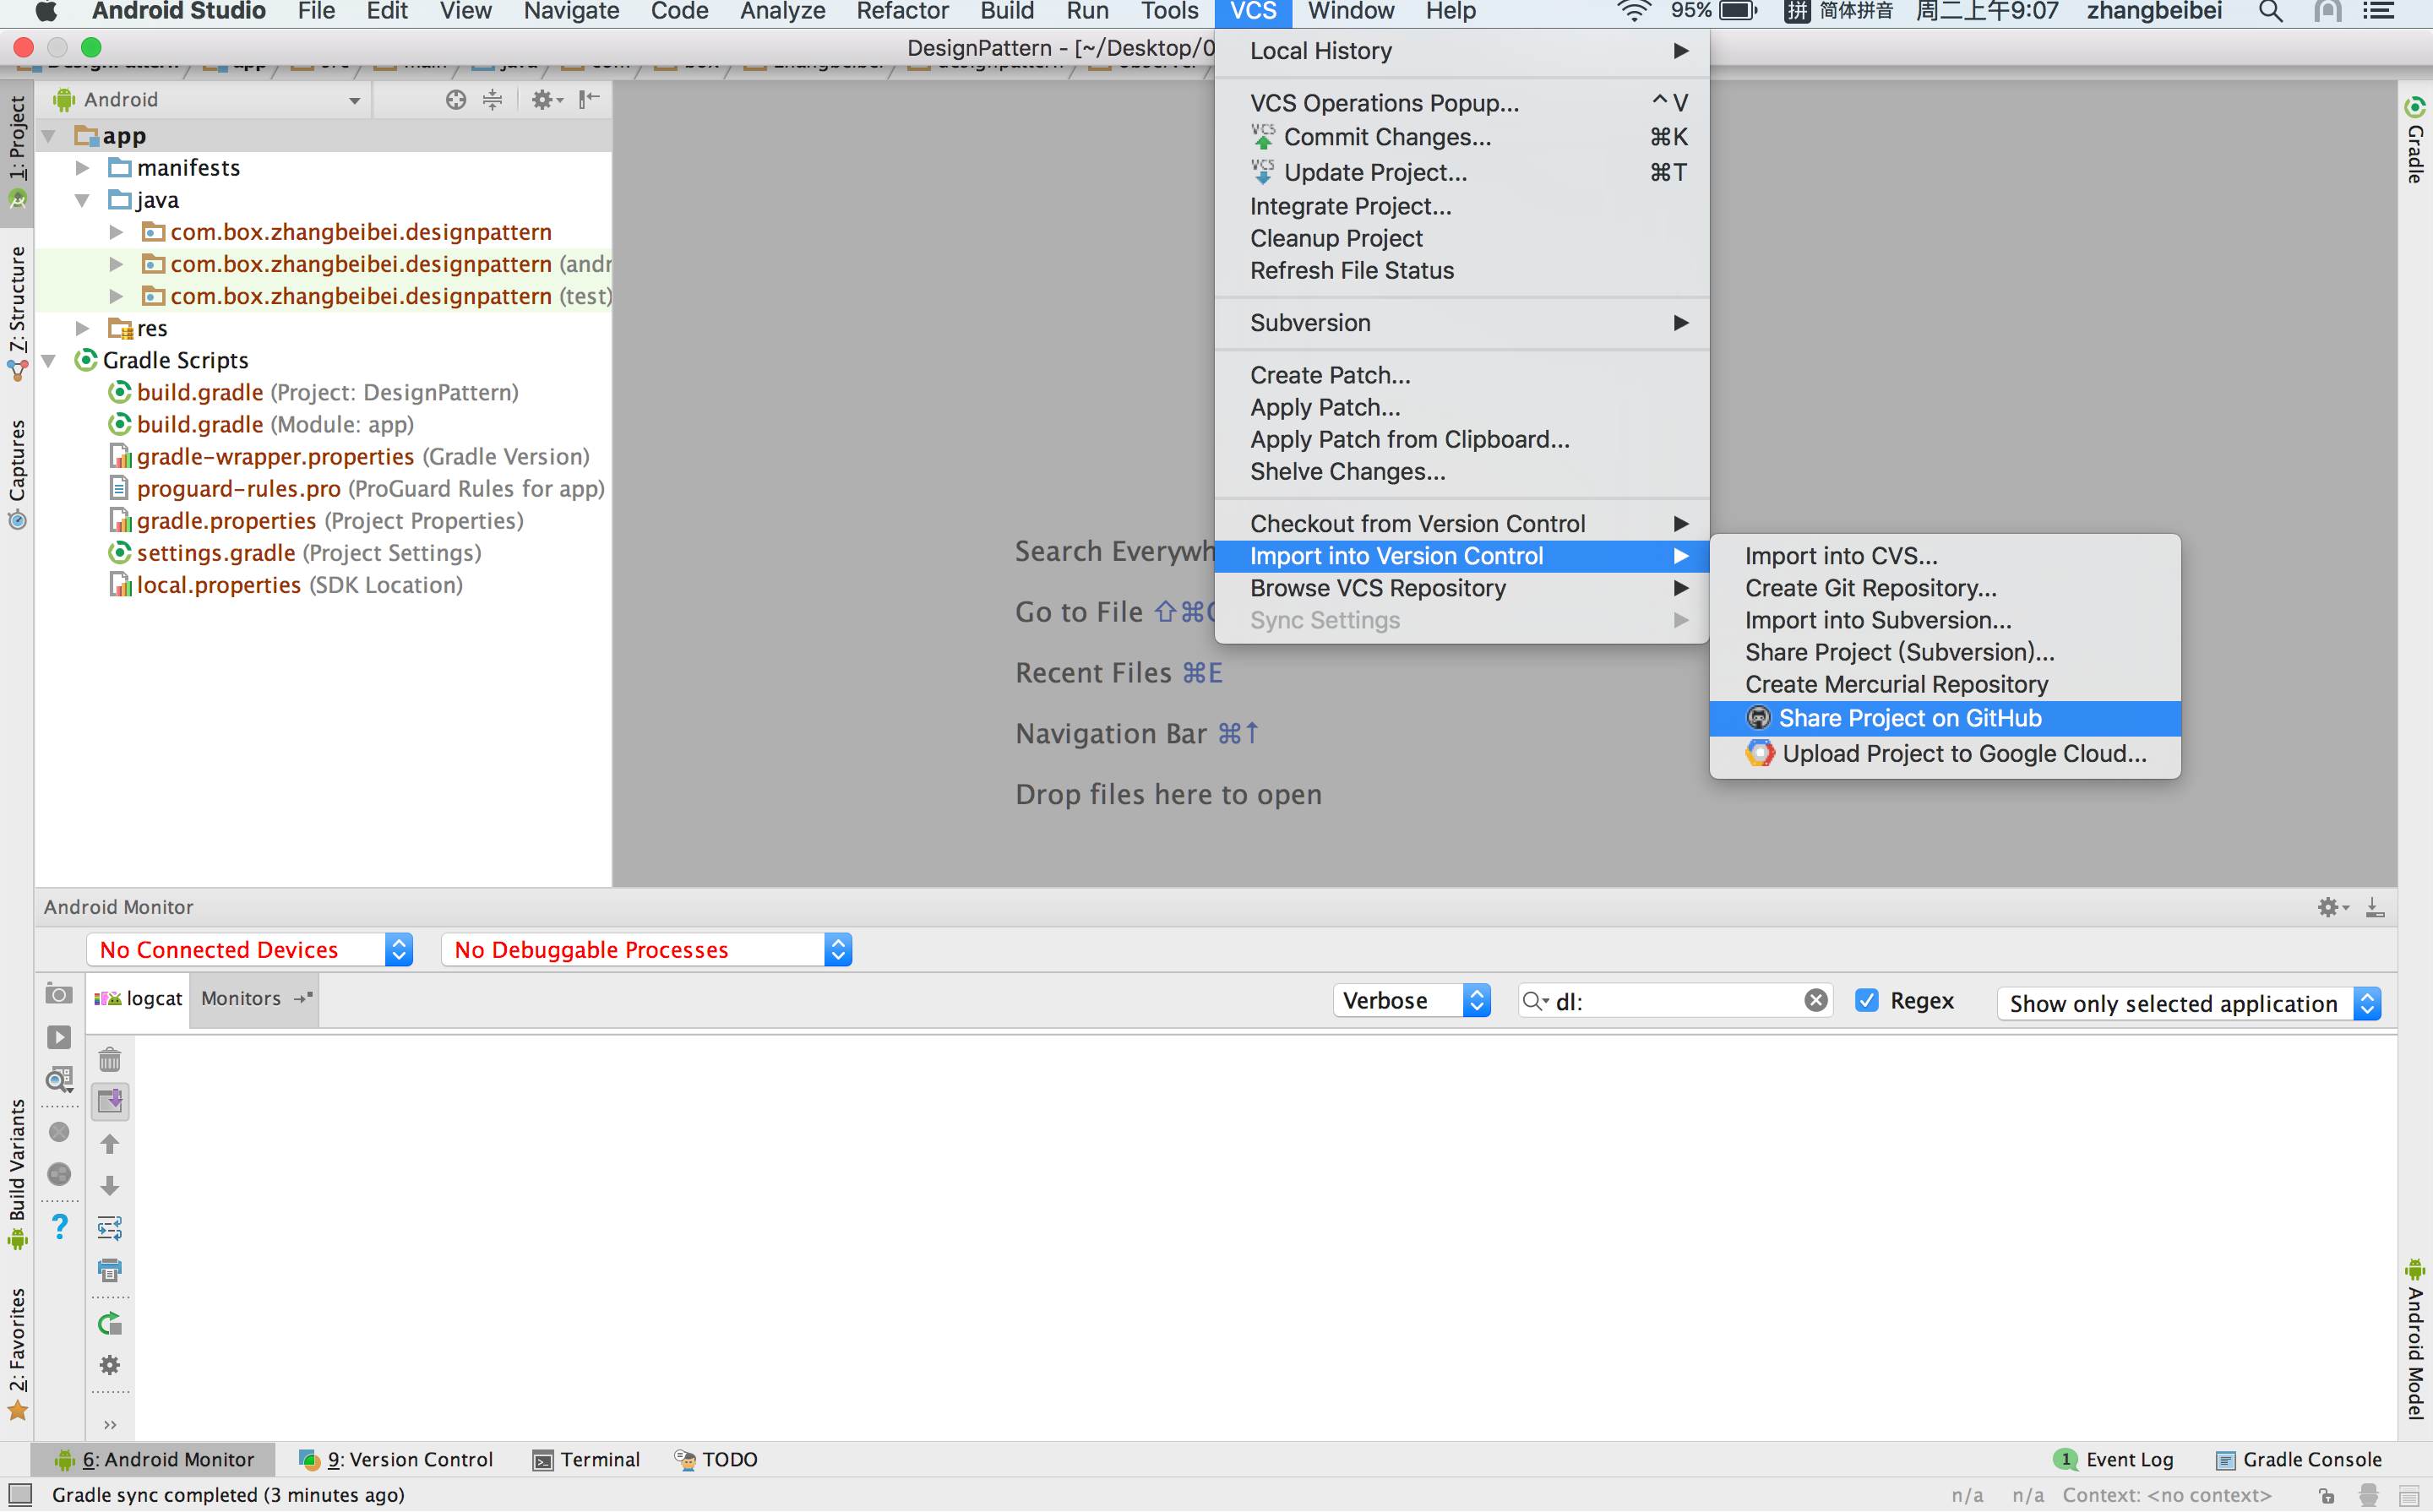 Android Studio File Edit View Navigate Code Analyze Refactor Build Run Tools VCS Window Help 95% 拼 简体拼音 周二上午9:07 zhangbeibei
DesignPattern - [~/Desktop/0
Android
app
manifests
java
com.box.zhangbeibei.designpattern
com.box.zhangbeibei.designpattern (andr
com.box.zhangbeibei.designpattern (test)
res
Gradle Scripts
build.gradle (Project: DesignPattern)
build.gradle (Module: app)
gradle-wrapper.properties (Gradle Version)
proguard-rules.pro (ProGuard Rules for app)
gradle.properties (Project Properties)
settings.gradle (Project Settings)
local.properties (SDK Location)
1: Project
7: Structure
Captures
Build Variants
2: Favorites
Search Everywh
Go to File ⇧⌘
Recent Files ⌘E
Navigation Bar ⌘↑
Drop files here to open
Local History
VCS Operations Popup... ^V
Commit Changes... ⌘K
Update Project... ⌘T
Integrate Project...
Cleanup Project
Refresh File Status
Subversion
Create Patch...
Apply Patch...
Apply Patch from Clipboard...
Shelve Changes...
Checkout from Version Control
Import into Version Control
Browse VCS Repository
Sync Settings
Import into CVS...
Create Git Repository...
Import into Subversion...
Share Project (Subversion)...
Create Mercurial Repository
Share Project on GitHub
Upload Project to Google Cloud...
Gradle
Android Model
Android Monitor
No Connected Devices No Debuggable Processes
logcat Monitors Verbose dl: Regex Show only selected application
6: Android Monitor 9: Version Control Terminal TODO 1 Event Log Gradle Console
Gradle sync completed (3 minutes ago) n/a n/a Context: <no context>